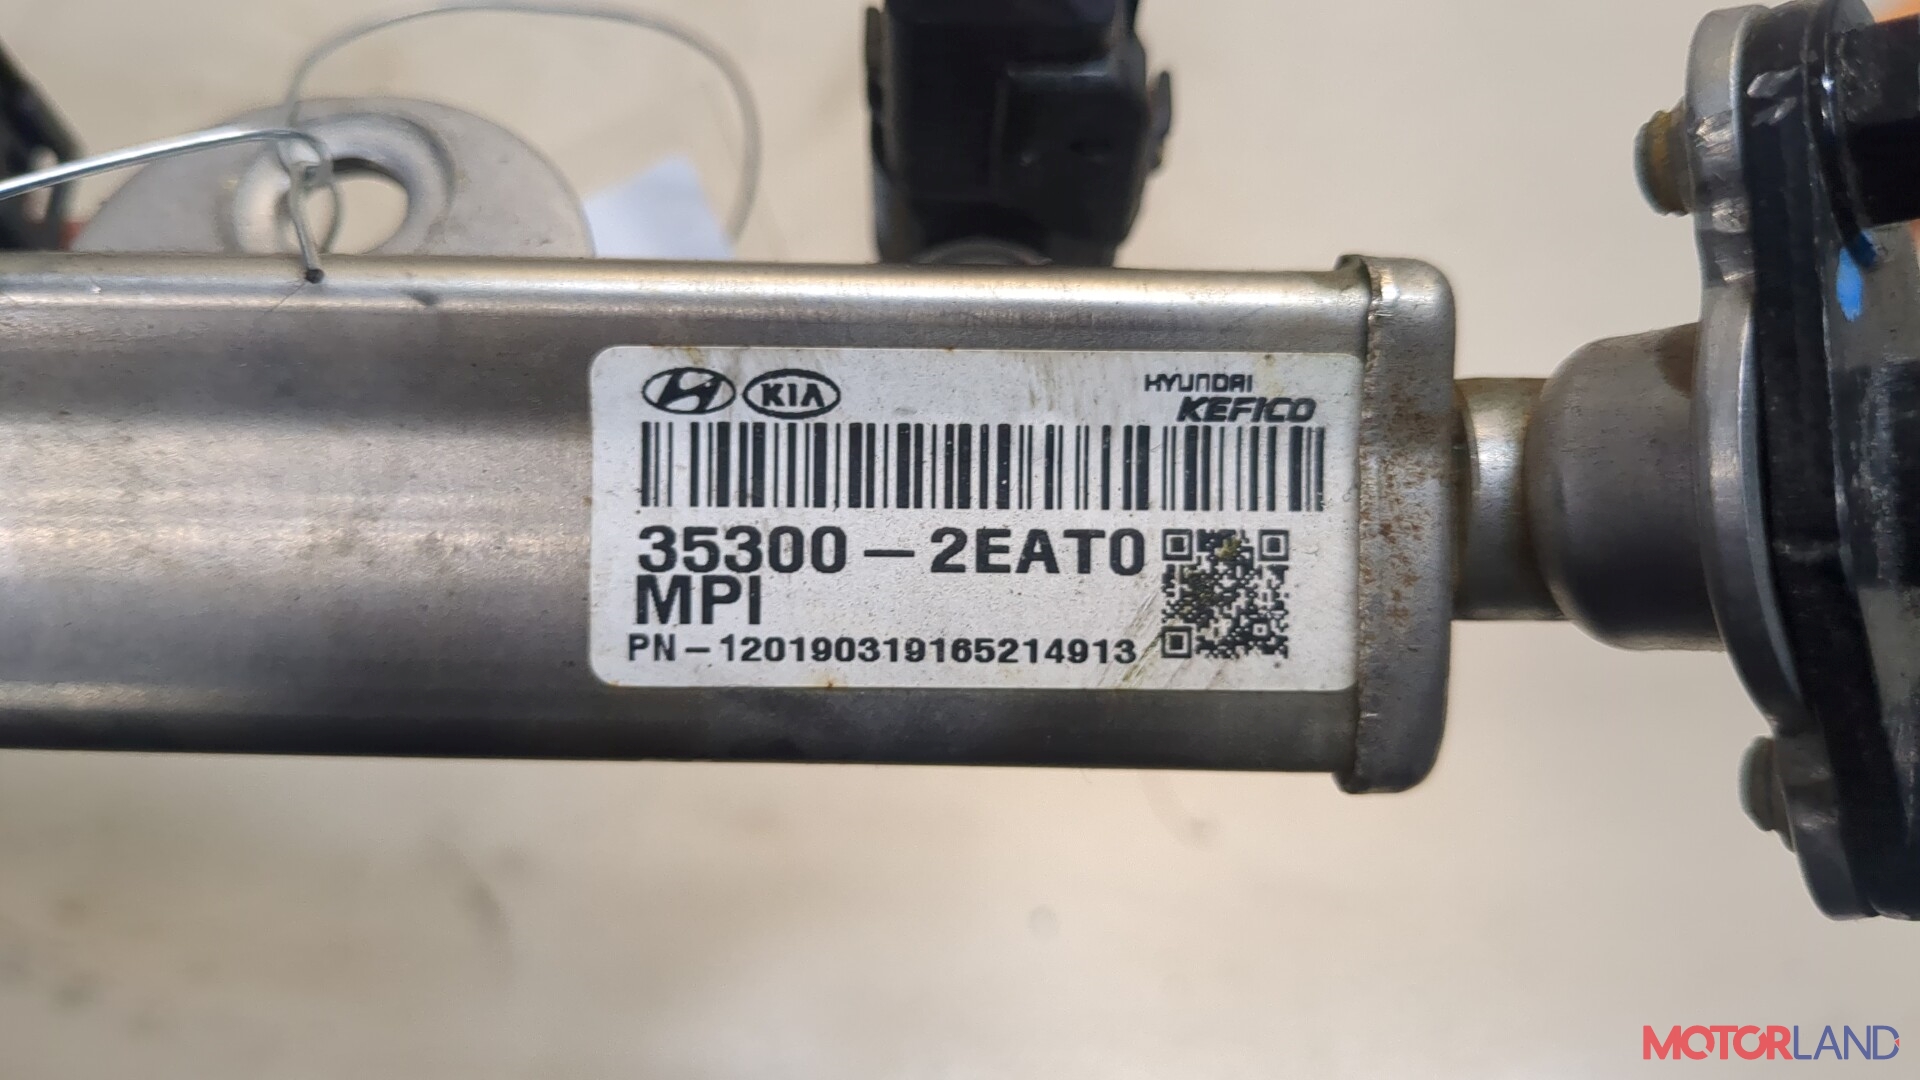 KIA
HYUNDAI
KEFICO
35300-2EAT0
MPI
PN-120190319165214913
MOTORLAND